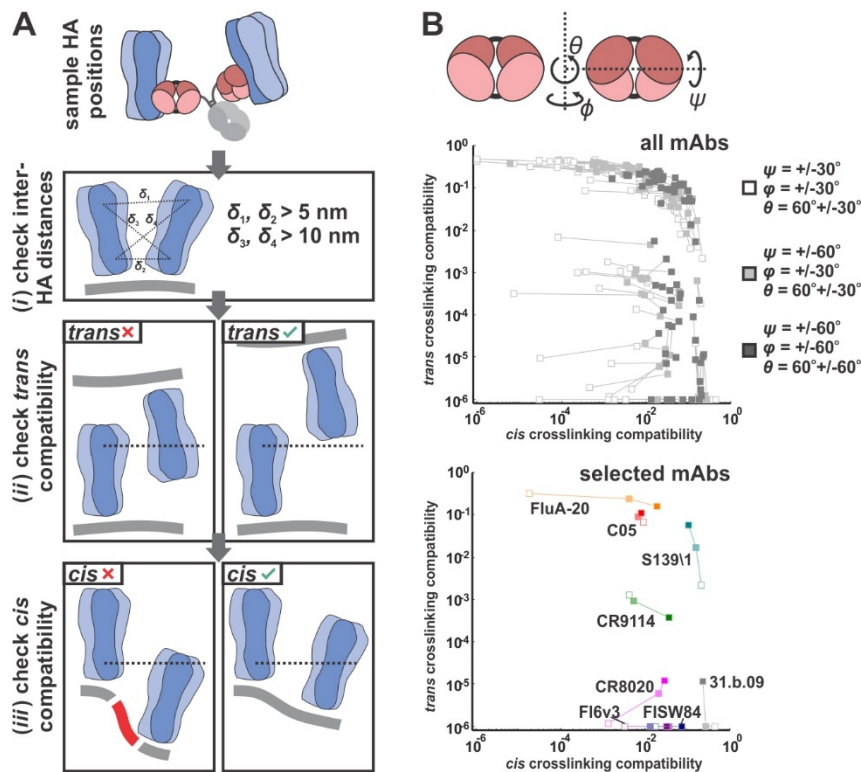 A
sample HA
positions
(i) check inter-
HA distances
δ1
δ3
δ4
δ2
δ1, δ2 > 5 nm
δ3, δ4 > 10 nm
(ii) check trans
compatibility
trans✗
trans✓
(iii) check cis
compatibility
cis✗
cis✓
B
θ
ϕ
ψ
all mAbs
trans crosslinking compatibility
10^0
10^-1
10^-3
10^-4
10^-5
10^-6
10^-6
10^-4
10^-2
10^0
cis crosslinking compatibility
ψ = +/-30°
φ = +/-30°
θ = 60°+/-30°
ψ = +/-60°
φ = +/-30°
θ = 60°+/-30°
ψ = +/-60°
φ = +/-60°
θ = 60°+/-60°
selected mAbs
trans crosslinking compatibility
10^0
10^-1
10^-2
10^-3
10^-4
10^-5
10^-6
FluA-20
C05
S139\1
CR9114
CR8020
31.b.09
FI6v3
FISW84
10^-6
10^-4
10^-2
10^0
cis crosslinking compatibility